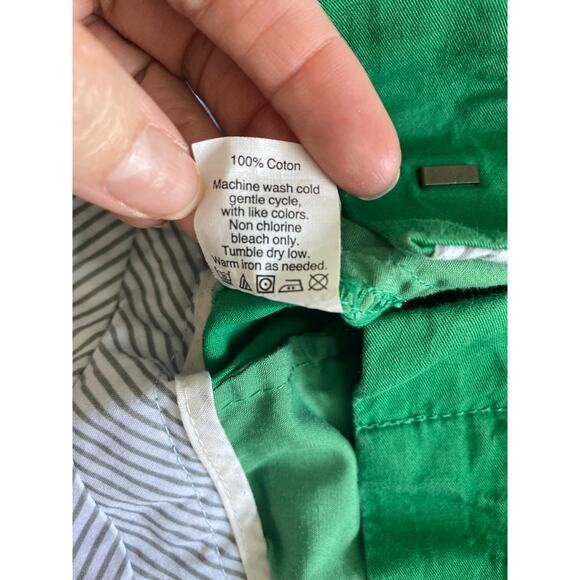 100% Coton
Machine wash cold
gentle cycle,
with like colors.
Non chlorine
bleach only.
Tumble dry low.
Warm iron as needed.